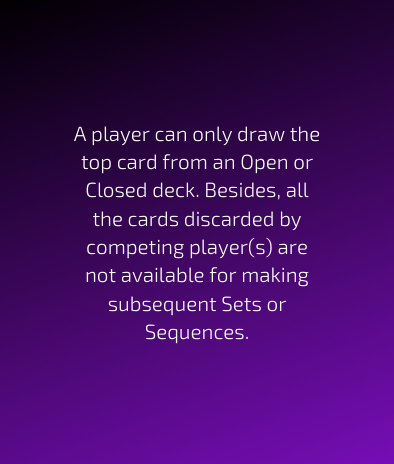 A player can only draw the
top card from an Open or
Closed deck. Besides, all
the cards discarded by
competing player(s) are
not available for making
subsequent Sets or
Sequences.